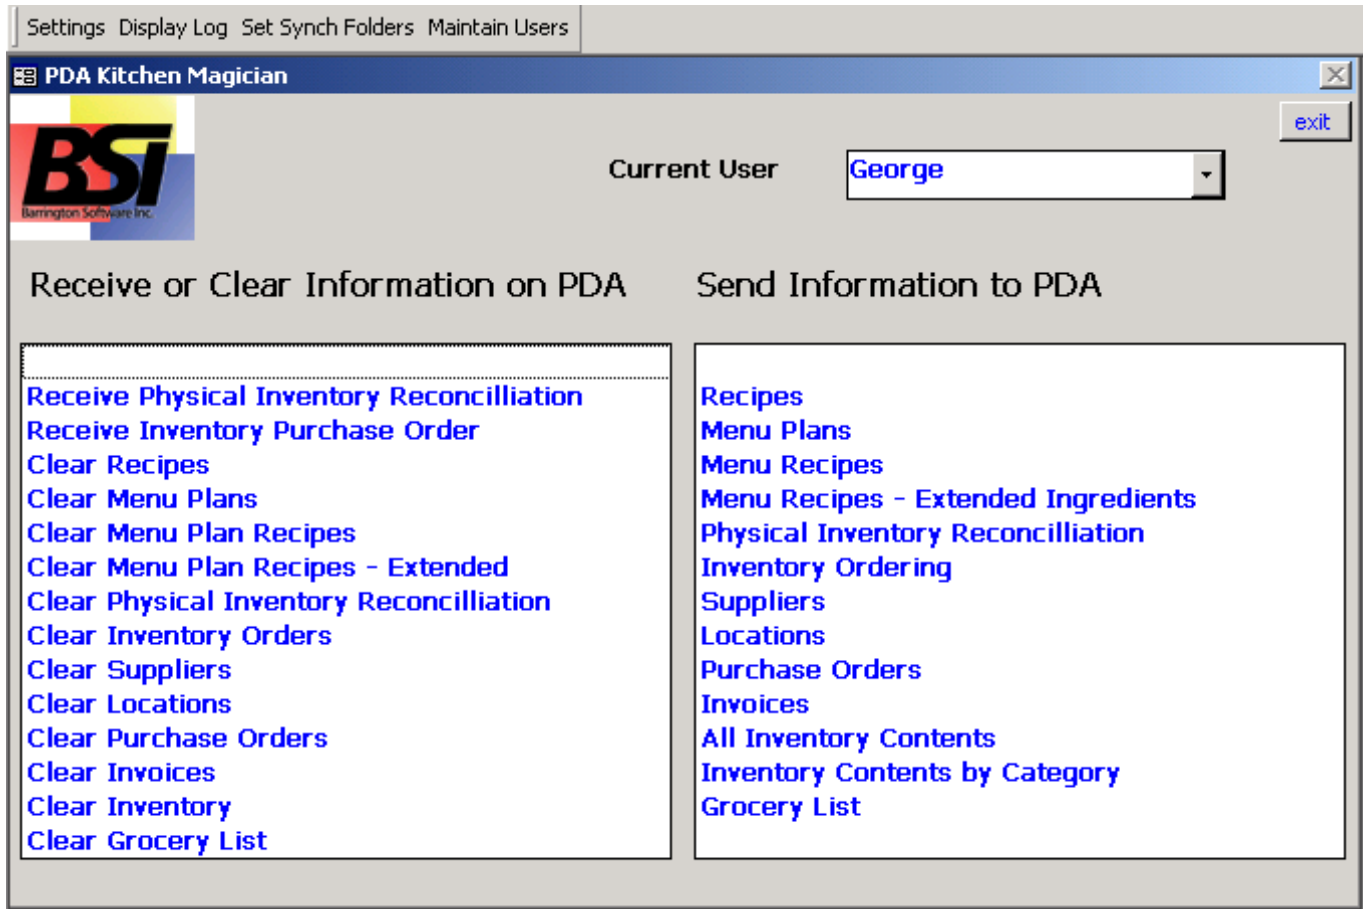 Settings Display Log Set Synch Folders Maintain Users
PDA Kitchen Magician
exit
BSI
Barrington Software Inc.
Current User George
Receive or Clear Information on PDA
Receive Physical Inventory Reconcilliation
Receive Inventory Purchase Order
Clear Recipes
Clear Menu Plans
Clear Menu Plan Recipes
Clear Menu Plan Recipes - Extended
Clear Physical Inventory Reconcilliation
Clear Inventory Orders
Clear Suppliers
Clear Locations
Clear Purchase Orders
Clear Invoices
Clear Inventory
Clear Grocery List
Send Information to PDA
Recipes
Menu Plans
Menu Recipes
Menu Recipes - Extended Ingredients
Physical Inventory Reconcilliation
Inventory Ordering
Suppliers
Locations
Purchase Orders
Invoices
All Inventory Contents
Inventory Contents by Category
Grocery List